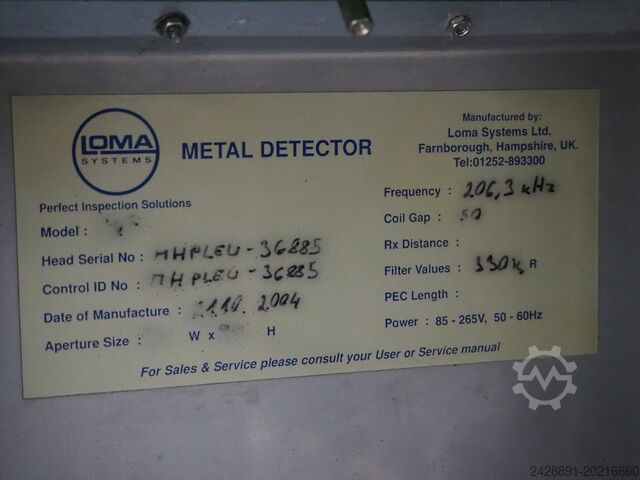 LOMA
SYSTEMS
METAL DETECTOR
Perfect Inspection Solutions
Manufactured by:
Loma Systems Ltd.
Farnborough, Hampshire, UK.
Tel:01252-893300
Model :
Head Serial No : MHPLEU-36885
Control ID No : MHPLEU-36885
Date of Manufacture : 10.2004
Aperture Size : W x H
Frequency : 206,3 kHz
Coil Gap : 50
Rx Distance :
Filter Values : 330k R
PEC Length :
Power : 85 - 265V, 50 - 60Hz
For Sales & Service please consult your User or Service manual
2428891-20216660